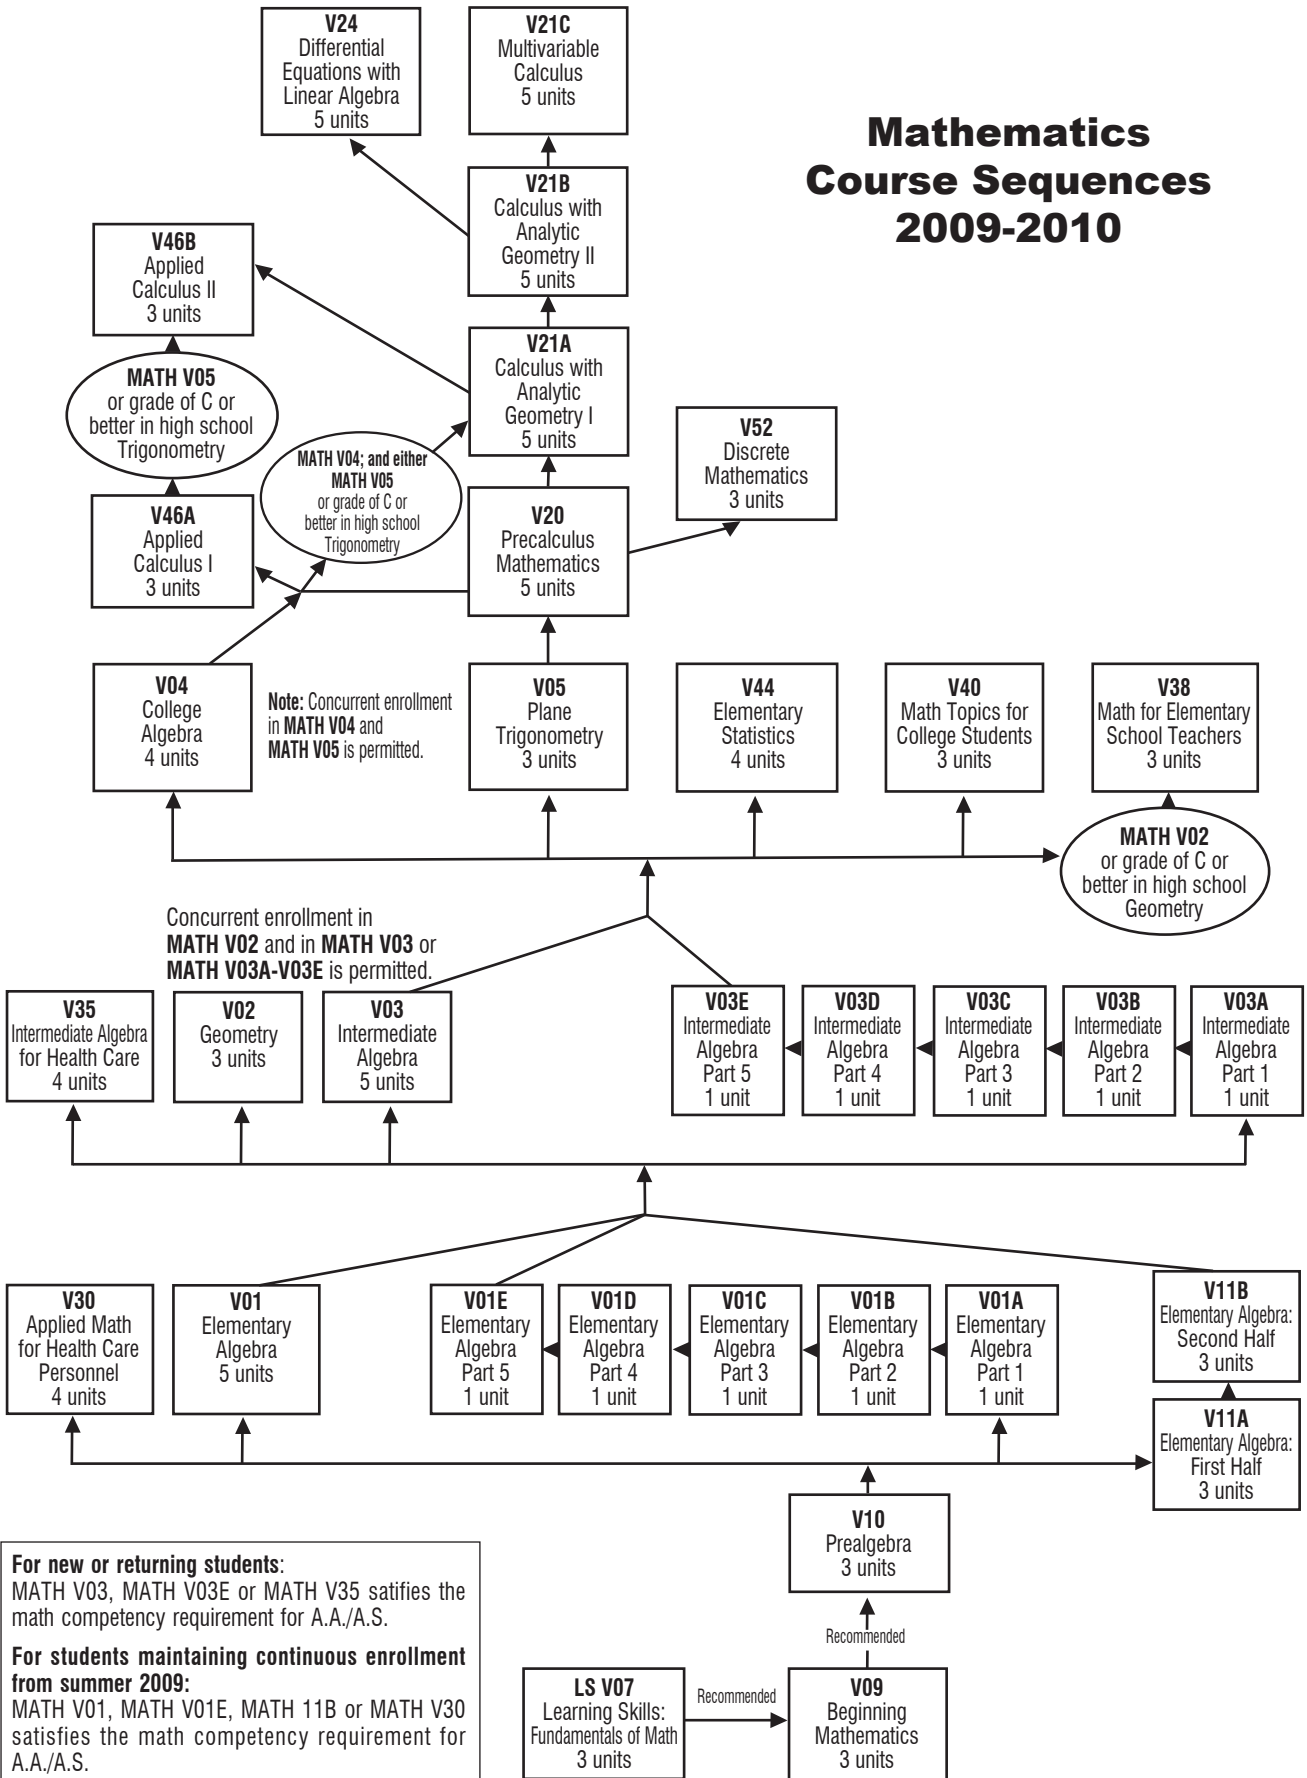 Mathematics
Course Sequences
2009-2010
V24
Differential
Equations with
Linear Algebra
5 units
V21C
Multivariable
Calculus
5 units
V21B
Calculus with
Analytic
Geometry II
5 units
V46B
Applied
Calculus II
3 units
V21A
Calculus with
Analytic
Geometry I
5 units
MATH V05
or grade of C or
better in high school
Trigonometry
MATH V04; and either
MATH V05
or grade of C or
better in high school
Trigonometry
V52
Discrete
Mathematics
3 units
V46A
Applied
Calculus I
3 units
V20
Precalculus
Mathematics
5 units
V04
College
Algebra
4 units
Note: Concurrent enrollment
in MATH V04 and
MATH V05 is permitted.
V05
Plane
Trigonometry
3 units
V44
Elementary
Statistics
4 units
V40
Math Topics for
College Students
3 units
V38
Math for Elementary
School Teachers
3 units
MATH V02
or grade of C or
better in high school
Geometry
Concurrent enrollment in
MATH V02 and in MATH V03 or
MATH V03A-V03E is permitted.
V35
Intermediate Algebra
for Health Care
4 units
V02
Geometry
3 units
V03
Intermediate
Algebra
5 units
V03E
Intermediate
Algebra
Part 5
1 unit
V03D
Intermediate
Algebra
Part 4
1 unit
V03C
Intermediate
Algebra
Part 3
1 unit
V03B
Intermediate
Algebra
Part 2
1 unit
V03A
Intermediate
Algebra
Part 1
1 unit
V30
Applied Math
for Health Care
Personnel
4 units
V01
Elementary
Algebra
5 units
V01E
Elementary
Algebra
Part 5
1 unit
V01D
Elementary
Algebra
Part 4
1 unit
V01C
Elementary
Algebra
Part 3
1 unit
V01B
Elementary
Algebra
Part 2
1 unit
V01A
Elementary
Algebra
Part 1
1 unit
V11B
Elementary Algebra:
Second Half
3 units
V11A
Elementary Algebra:
First Half
3 units
V10
Prealgebra
3 units
Recommended
LS V07
Learning Skills:
Fundamentals of Math
3 units
Recommended
V09
Beginning
Mathematics
3 units
For new or returning students:
MATH V03, MATH V03E or MATH V35 satifies the
math competency requirement for A.A./A.S.
For students maintaining continuous enrollment
from summer 2009:
MATH V01, MATH V01E, MATH 11B or MATH V30
satisfies the math competency requirement for
A.A./A.S.